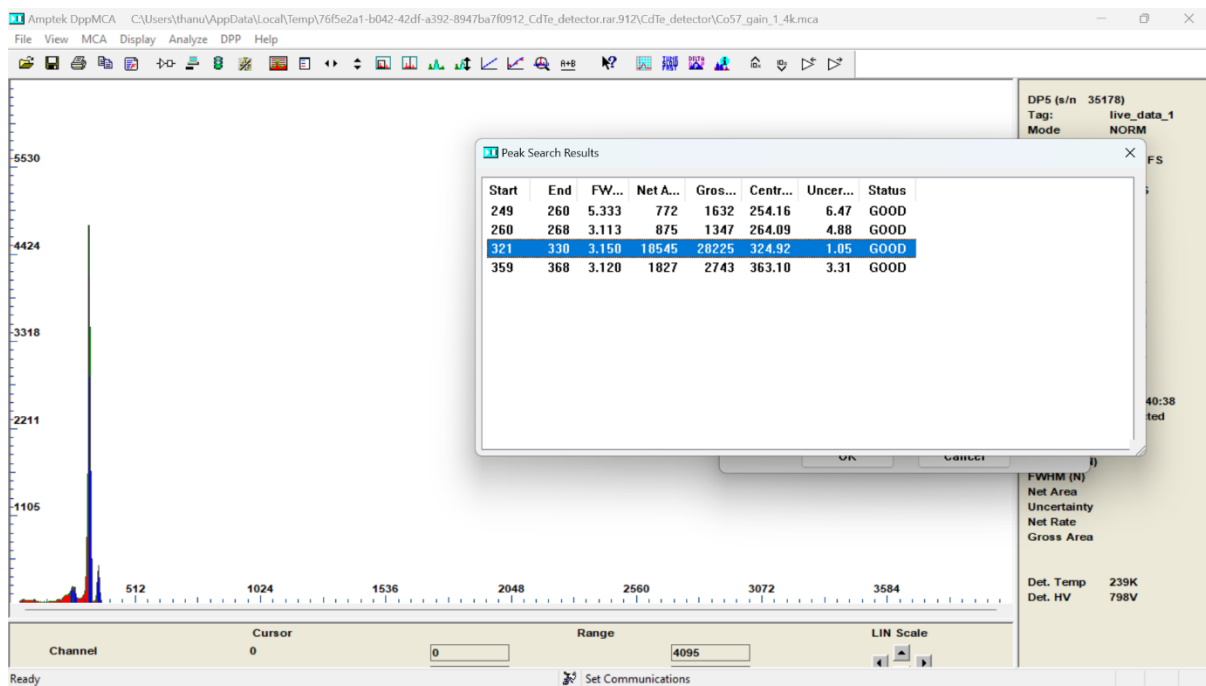 Amptek DppMCA C:\Users\thanu\AppData\Local\Temp\76f5e2a1-b042-42df-a392-8947ba7f0912_CdTe_detector.rar.912\CdTe_detector\Co57_gain_1_4k.mca
File View MCA Display Analyze DPP Help
A+B
DP5 (s/n 35178)
Tag: live_data_1
Mode NORM
FS
Peak Search Results
Start End FW... Net A... Gros... Centr... Uncer... Status
249 260 5.333 772 1632 254.16 6.47 GOOD
260 268 3.113 875 1347 264.09 4.88 GOOD
321 330 3.150 18545 28225 324.92 1.05 GOOD
359 368 3.120 1827 2743 363.10 3.31 GOOD
5530
4424
3318
2211
1105
512 1024 1536 2048 2560 3072 3584
40:38
ted
OK Cancel
FWHM (N)
Net Area
Uncertainty
Net Rate
Gross Area
Det. Temp 239K
Det. HV 798V
Cursor Range LIN Scale
Channel 0 0 4095
Ready Set Communications